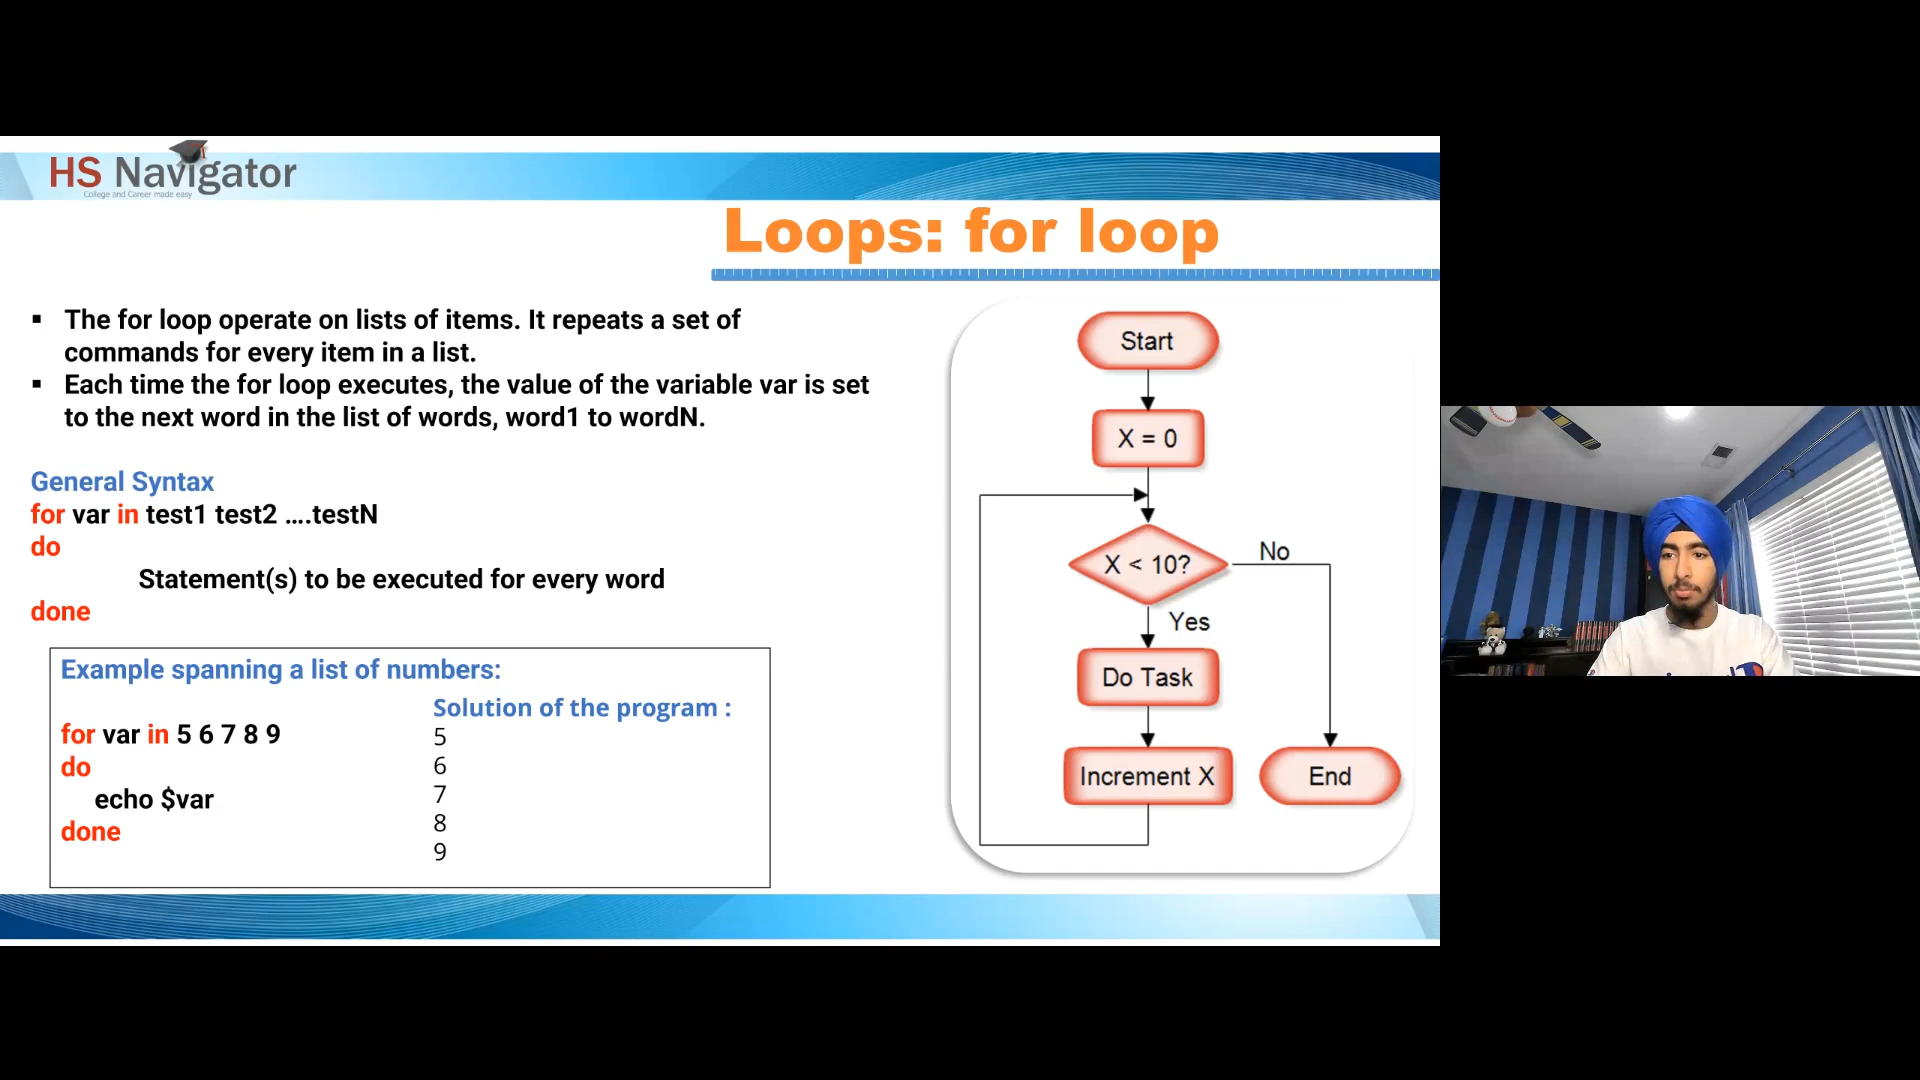 HS Navigator
College and Career made easy
Loops: for loop
▪ The for loop operate on lists of items. It repeats a set of
commands for every item in a list.
▪ Each time the for loop executes, the value of the variable var is set
to the next word in the list of words, word1 to wordN.
General Syntax
for var in test1 test2 ....testN
do
Statement(s) to be executed for every word
done
Example spanning a list of numbers:
for var in 5 6 7 8 9
do
echo $var
done
Solution of the program :
5
6
7
8
9
Start
X = 0
X < 10?
No
Yes
Do Task
Increment X
End